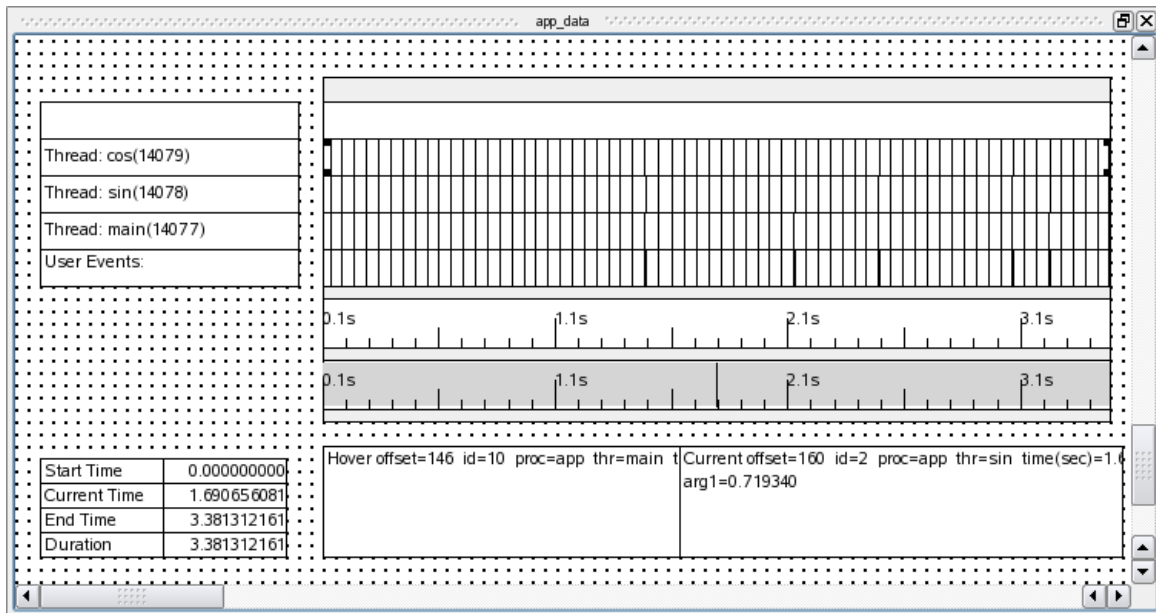 app_data
Thread: cos(14079)
Thread: sin(14078)
Thread: main(14077)
User Events:
0.1s 1.1s 2.1s 3.1s
0.1s 1.1s 2.1s 3.1s
Start Time 0.000000000
Current Time 1.690656081
End Time 3.381312161
Duration 3.381312161
Hover offset=146 id=10 proc=app thr=main t
Current offset=160 id=2 proc=app thr=sin time(sec)=1.6
arg1=0.719340